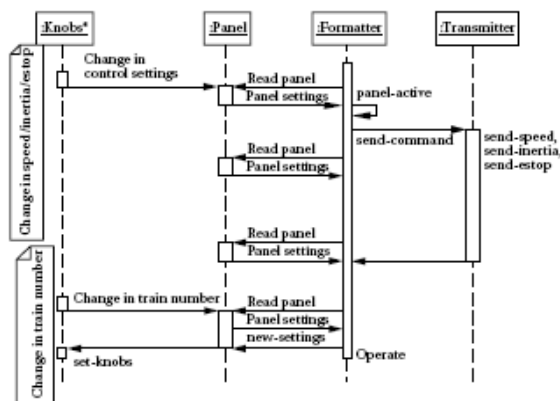 :Knobs*
:Panel
:Formatter
:Transmitter
Change in speed/inertia/estop
Change in
control settings
Read panel
Panel settings
panel-active
send-command
send-speed,
send-inertia,
send-estop
Read panel
Panel settings
Read panel
Panel settings
Change in train number
Change in train number
Read panel
Panel settings
new-settings
set-knobs
Operate